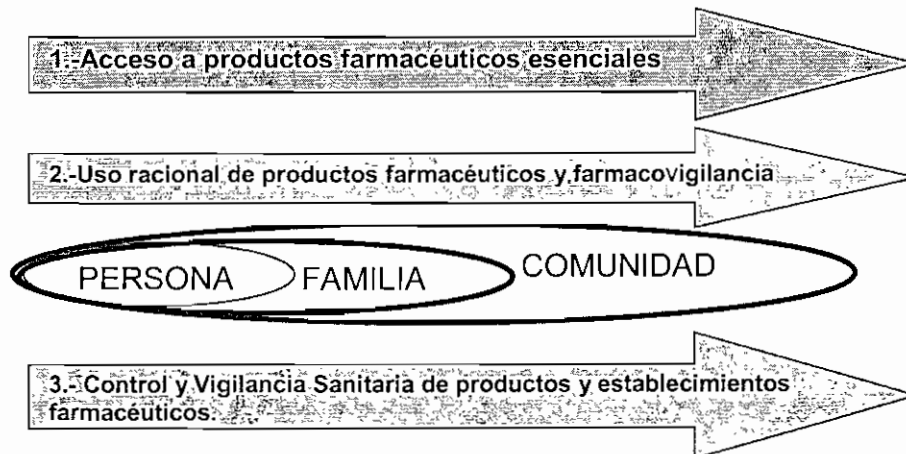 1.-Acceso a productos farmacéuticos esenciales
2.-Uso racional de productos farmacéuticos y farmacovigilancia
PERSONA FAMILIA COMUNIDAD
3.- Control y Vigilancia Sanitaria de productos y establecimientos
farmacéuticos.